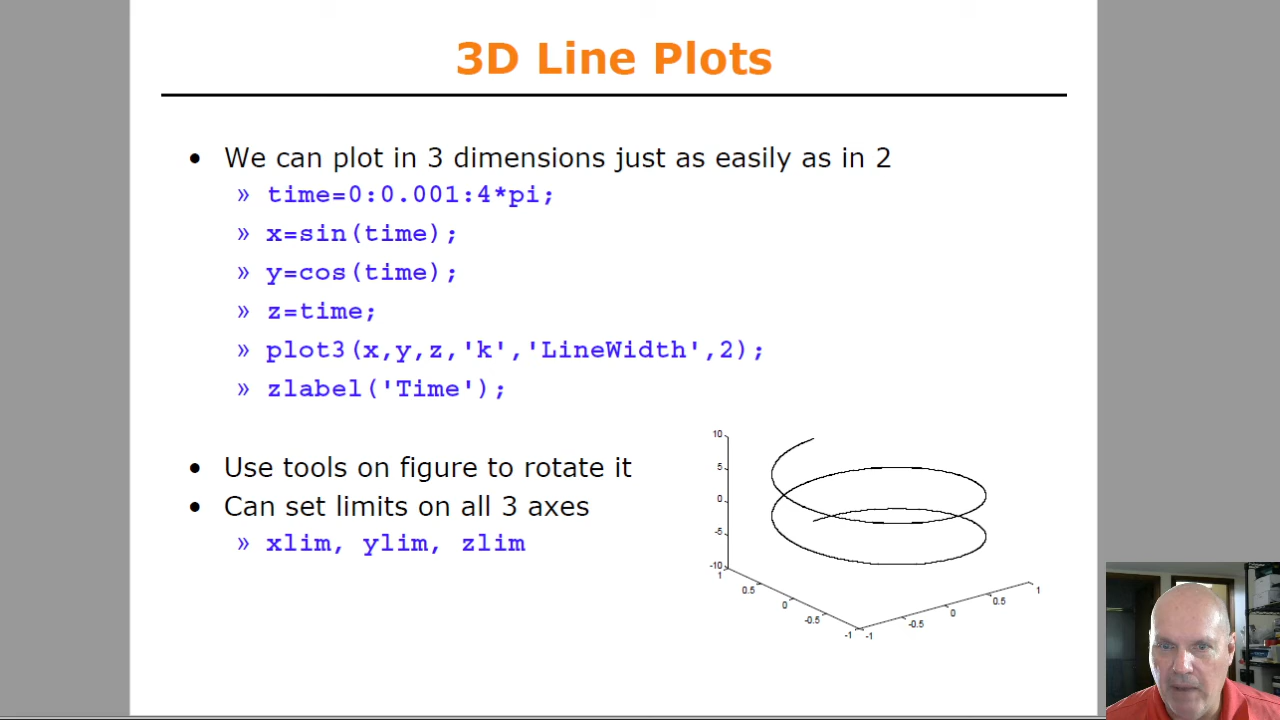 3D Line Plots
• We can plot in 3 dimensions just as easily as in 2
» time=0:0.001:4*pi;
» x=sin(time);
» y=cos(time);
» z=time;
» plot3(x,y,z,'k','LineWidth',2);
» zlabel('Time');
• Use tools on figure to rotate it
• Can set limits on all 3 axes
» xlim, ylim, zlim
10
5
0
-5
-10
1
0.5
0
-0.5
-1
-1
-0.5
0
0.5
1